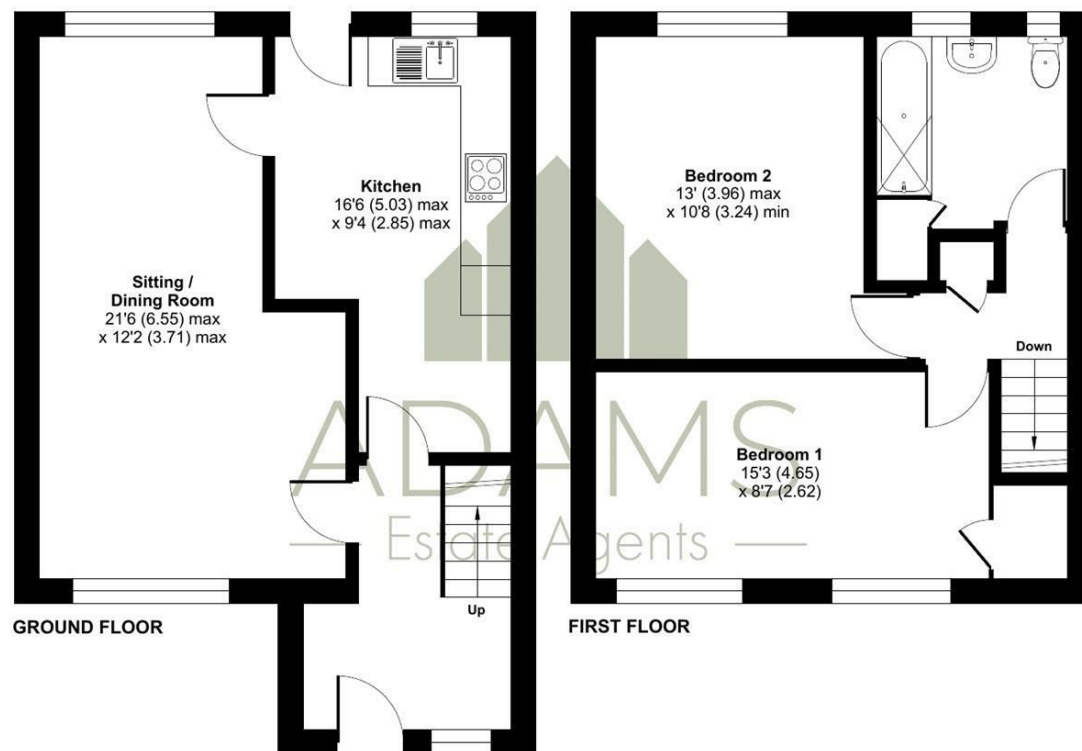 Kitchen
16'6 (5.03) max
x 9'4 (2.85) max
Sitting /
Dining Room
21'6 (6.55) max
x 12'2 (3.71) max
Up
GROUND FLOOR
Bedroom 2
13' (3.96) max
x 10'8 (3.24) min
Down
Bedroom 1
15'3 (4.65)
x 8'7 (2.62)
FIRST FLOOR
ADAMS
Estate Agents